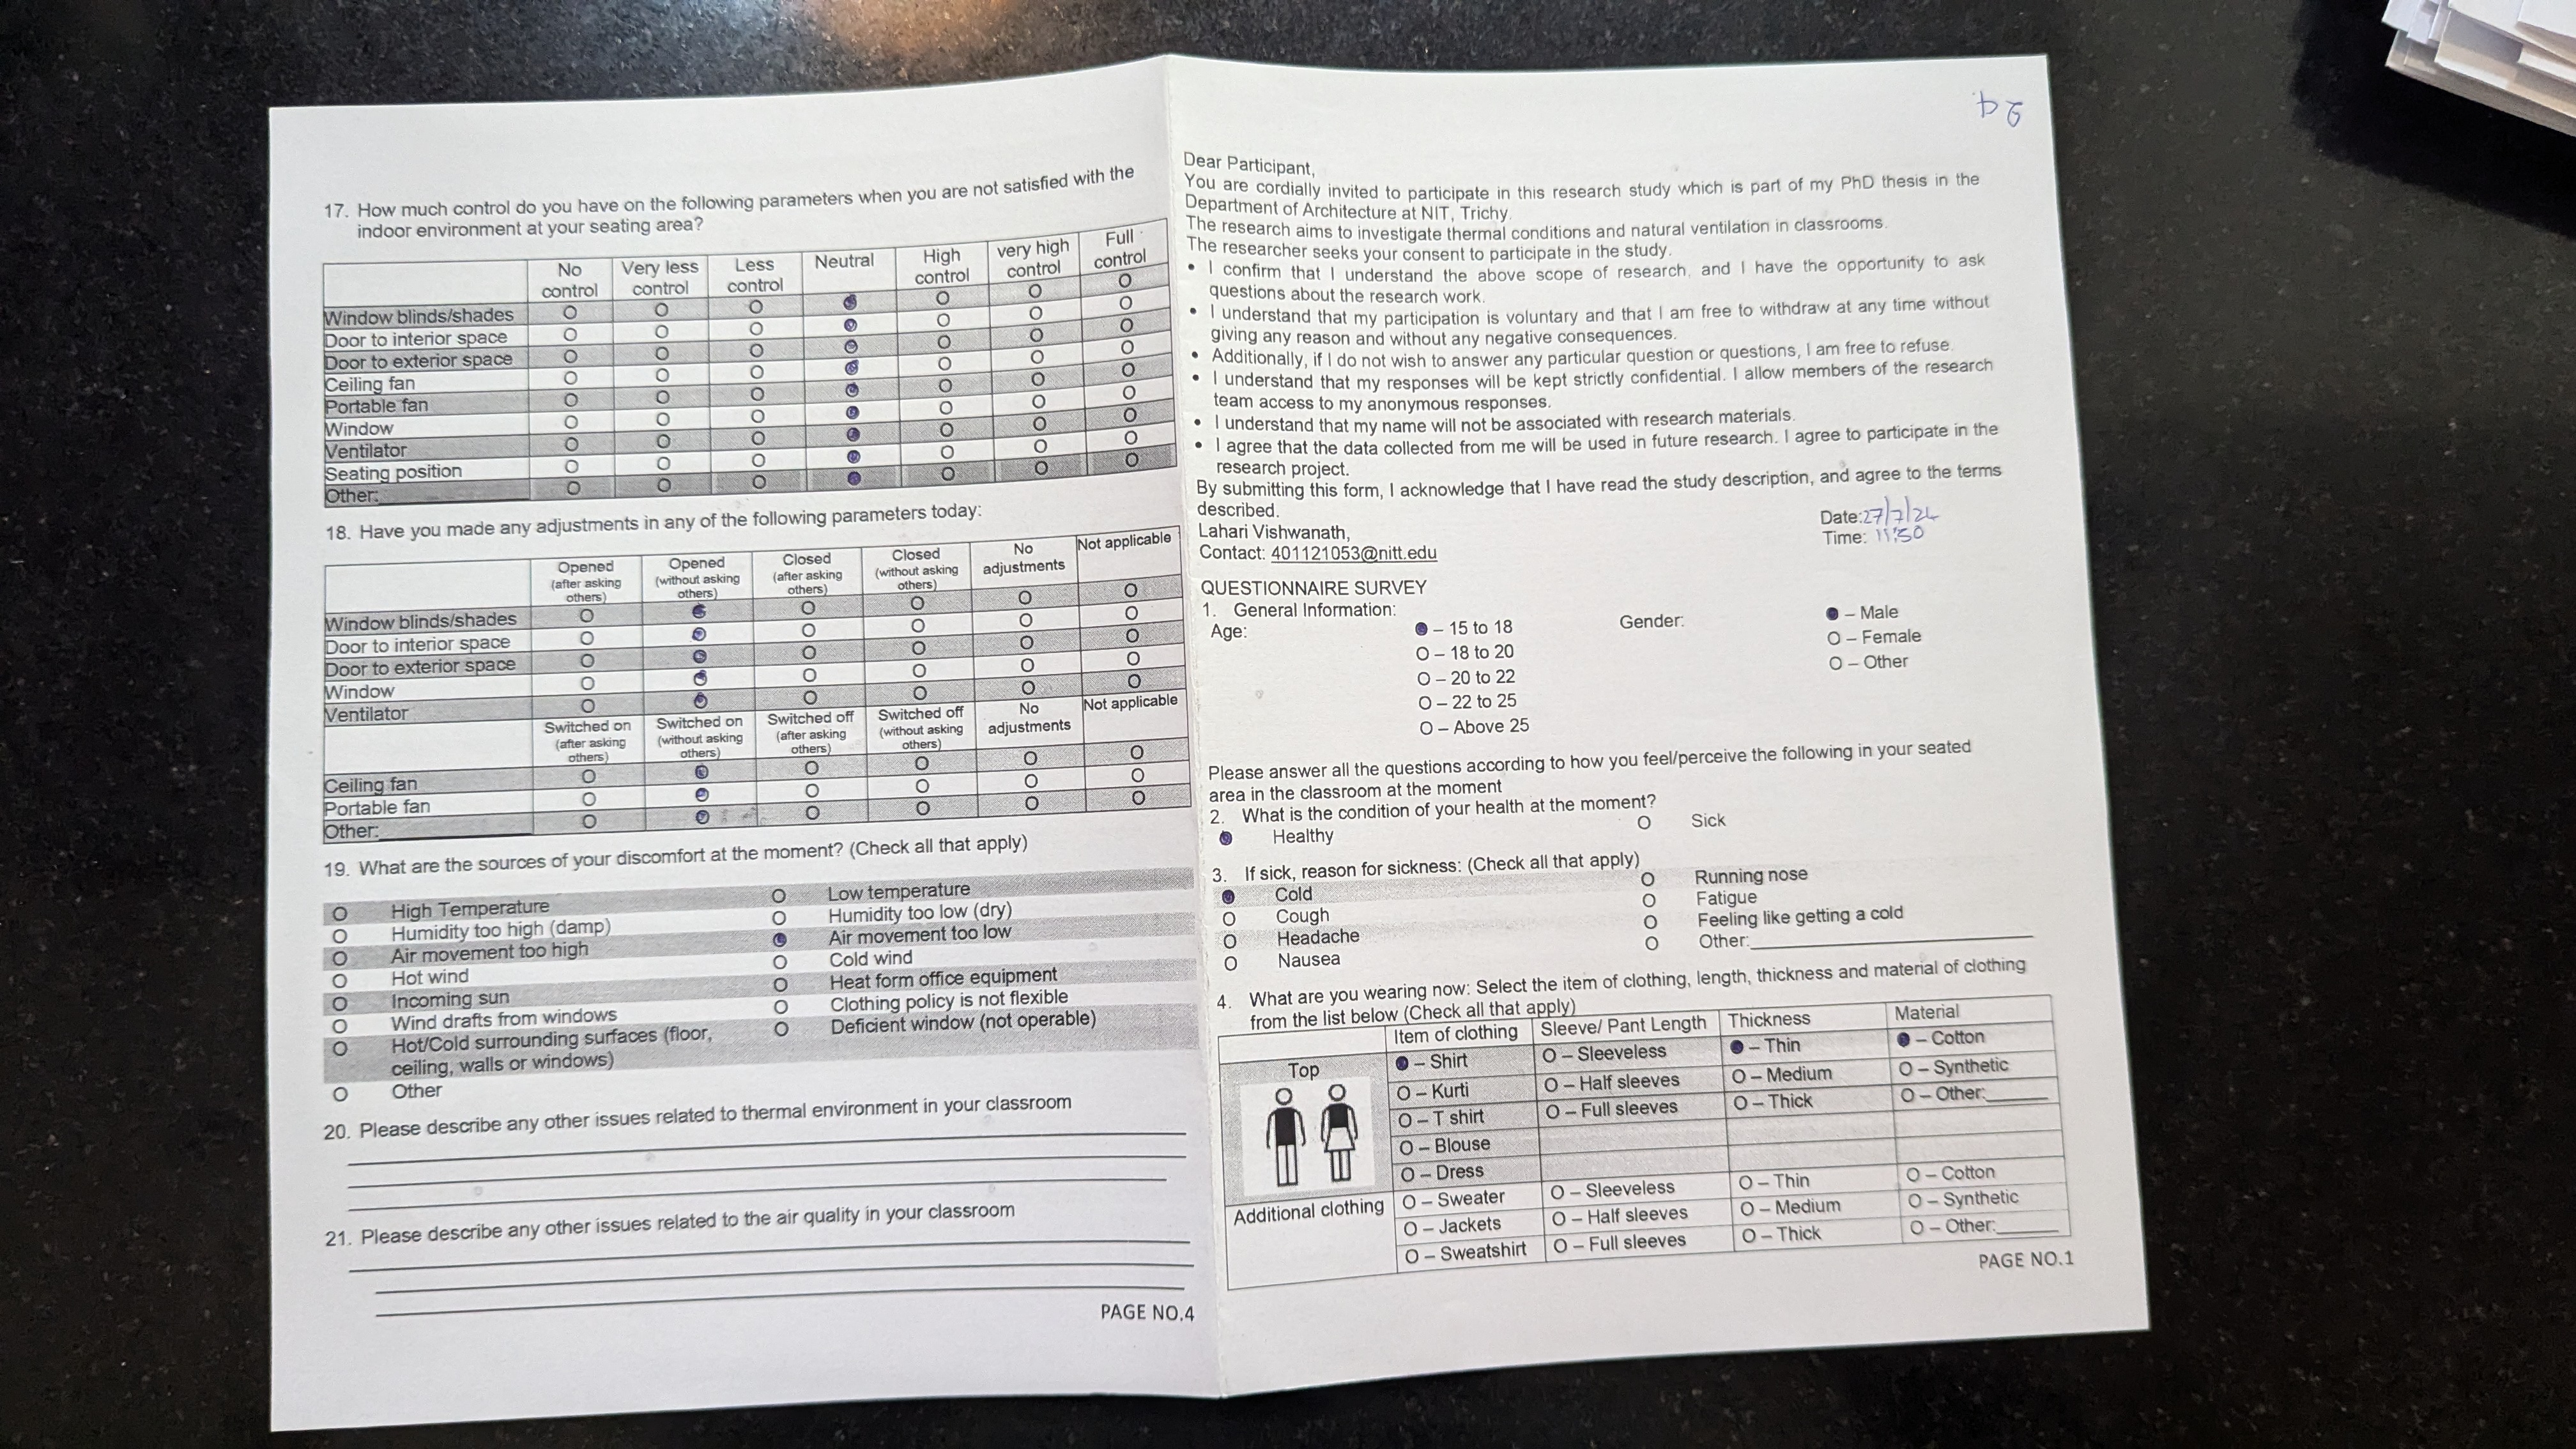 17. How much control do you have on the following parameters when you are not satisfied with the
indoor environment at your seating area?
No control
Very less control
Less control
Neutral
High control
very high control
Full control
Window blinds/shades O O O ● O O O
Door to interior space O O O ● O O O
Door to exterior space O O O ● O O O
Ceiling fan O O O ● O O O
Portable fan O O O ● O O O
Window O O O ● O O O
Ventilator O O O ● O O O
Seating position O O O ● O O O
Other: O O O ● O O O
18. Have you made any adjustments in any of the following parameters today:
Opened (after asking others)
Opened (without asking others)
Closed (after asking others)
Closed (without asking others)
No adjustments
Not applicable
Window blinds/shades O ● O O O O
Door to interior space O ● O O O O
Door to exterior space O ● O O O O
Window O ● O O O O
Ventilator O ● O O O O
Switched on (after asking others)
Switched on (without asking others)
Switched off (after asking others)
Switched off (without asking others)
No adjustments
Not applicable
Ceiling fan O ● O O O O
Portable fan O ● O O O O
Other: O ● O O O O
19. What are the sources of your discomfort at the moment? (Check all that apply)
O High Temperature O Low temperature
O Humidity too high (damp) O Humidity too low (dry)
O Air movement too high ● Air movement too low
O Hot wind O Cold wind
O Incoming sun O Heat form office equipment
O Wind drafts from windows O Clothing policy is not flexible
O Hot/Cold surrounding surfaces (floor, O Deficient window (not operable)
ceiling, walls or windows)
O Other
20. Please describe any other issues related to thermal environment in your classroom
21. Please describe any other issues related to the air quality in your classroom
PAGE NO.4
Dear Participant,
You are cordially invited to participate in this research study which is part of my PhD thesis in the
Department of Architecture at NIT, Trichy.
The research aims to investigate thermal conditions and natural ventilation in classrooms.
The researcher seeks your consent to participate in the study.
• I confirm that I understand the above scope of research, and I have the opportunity to ask
questions about the research work.
• I understand that my participation is voluntary and that I am free to withdraw at any time without
giving any reason and without any negative consequences.
• Additionally, if I do not wish to answer any particular question or questions, I am free to refuse.
• I understand that my responses will be kept strictly confidential. I allow members of the research
team access to my anonymous responses.
• I understand that my name will not be associated with research materials.
• I agree that the data collected from me will be used in future research. I agree to participate in the
research project.
By submitting this form, I acknowledge that I have read the study description, and agree to the terms
described.
Lahari Vishwanath,
Contact: 401121053@nitt.edu
Date:27/7/24
Time: 11:50
QUESTIONNAIRE SURVEY
1. General Information:
Age: ● – 15 to 18 Gender: ● – Male
O – 18 to 20 O – Female
O – 20 to 22 O – Other
O – 22 to 25
O – Above 25
Please answer all the questions according to how you feel/perceive the following in your seated
area in the classroom at the moment
2. What is the condition of your health at the moment?
● Healthy O Sick
3. If sick, reason for sickness: (Check all that apply)
● Cold O Running nose
O Cough O Fatigue
O Headache O Feeling like getting a cold
O Nausea O Other:
4. What are you wearing now: Select the item of clothing, length, thickness and material of clothing
from the list below (Check all that apply)
Item of clothing Sleeve/ Pant Length Thickness Material
Top ● – Shirt O – Sleeveless ● – Thin ● – Cotton
O – Kurti O – Half sleeves O – Medium O – Synthetic
O – T shirt O – Full sleeves O – Thick O – Other:
O – Blouse
O – Dress
Additional clothing O – Sweater O – Sleeveless O – Thin O – Cotton
O – Jackets O – Half sleeves O – Medium O – Synthetic
O – Sweatshirt O – Full sleeves O – Thick O – Other:
PAGE NO.1